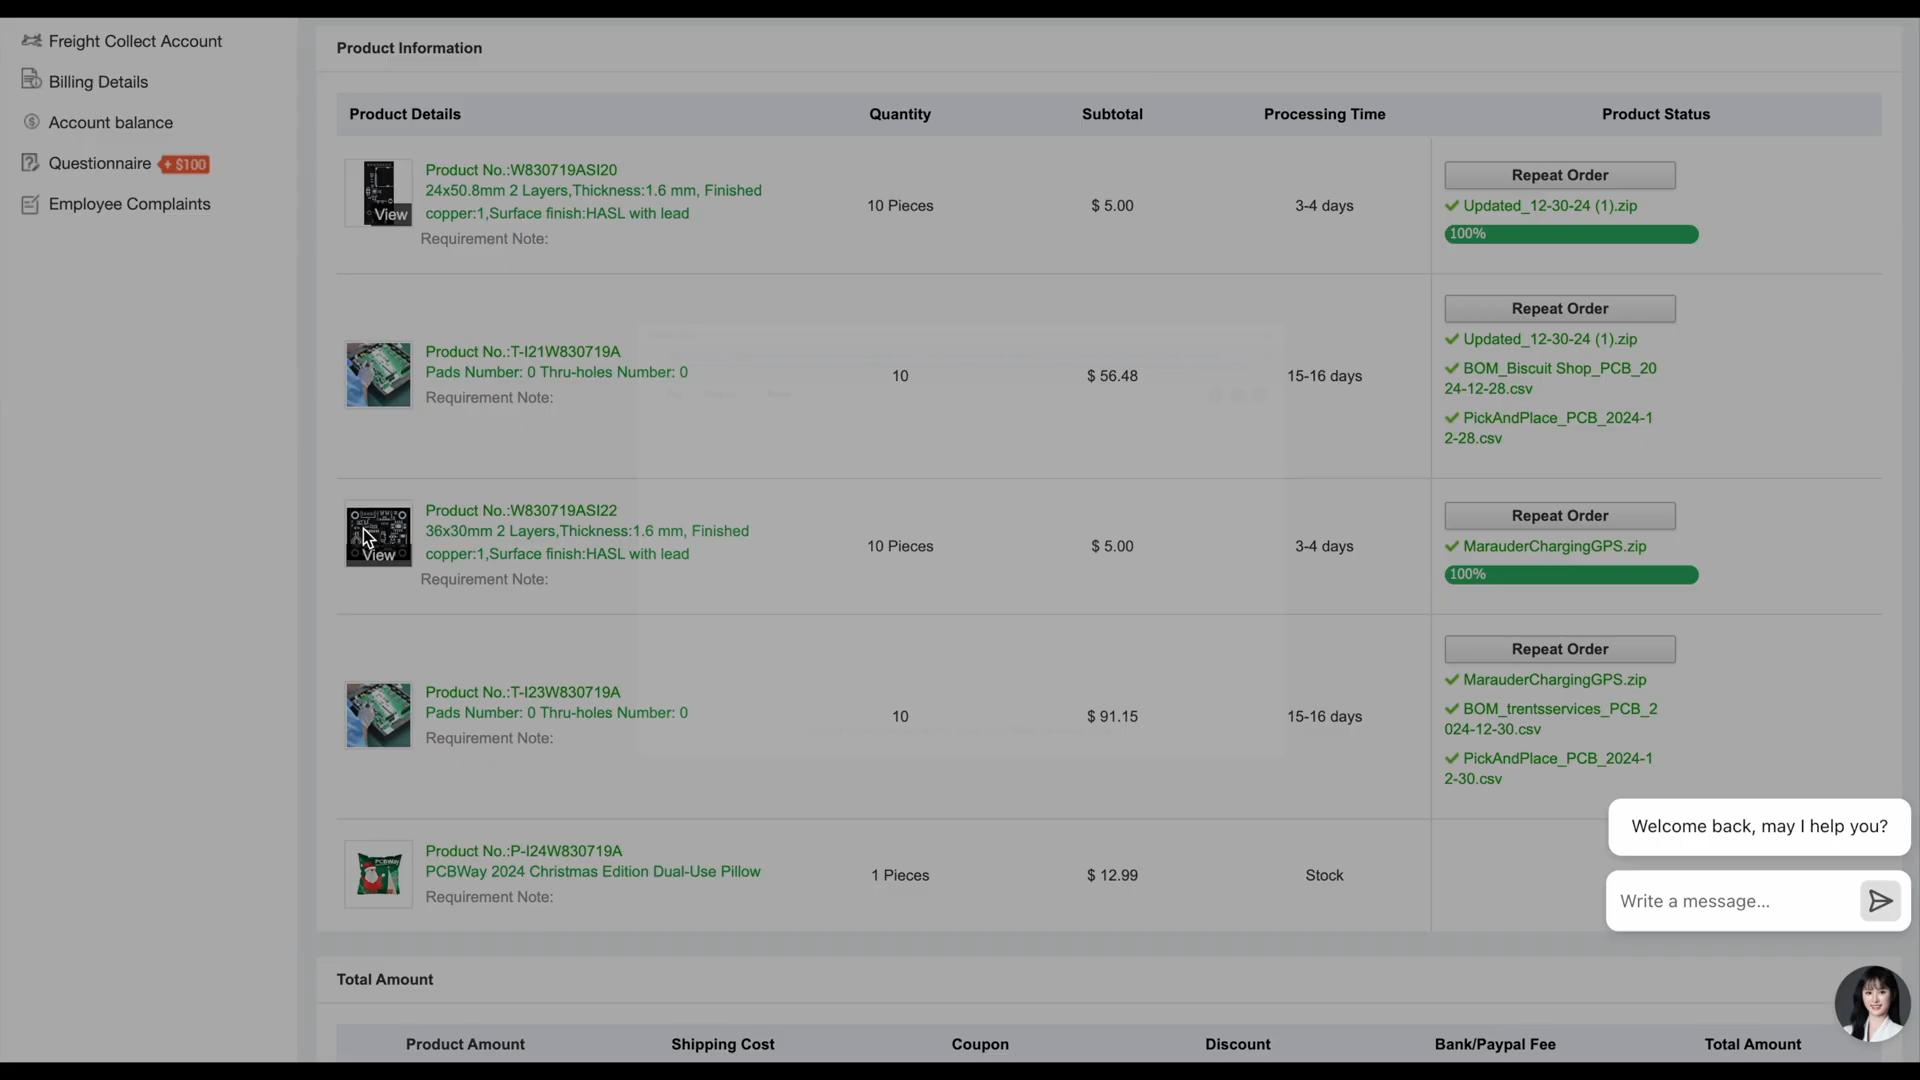 Freight Collect Account
Billing Details
Account balance
Questionnaire + $100
Employee Complaints
Product Information
Product Details Quantity Subtotal Processing Time Product Status
View
Product No.:W830719ASI20
24x50.8mm 2 Layers,Thickness:1.6 mm, Finished
copper:1,Surface finish:HASL with lead
Requirement Note:
10 Pieces
$ 5.00
3-4 days
Repeat Order
Updated_12-30-24 (1).zip
100%
Product No.:T-I21W830719A
Pads Number: 0 Thru-holes Number: 0
Requirement Note:
10
$ 56.48
15-16 days
Repeat Order
Updated_12-30-24 (1).zip
BOM_Biscuit Shop_PCB_20
24-12-28.csv
PickAndPlace_PCB_2024-1
2-28.csv
View
Product No.:W830719ASI22
36x30mm 2 Layers,Thickness:1.6 mm, Finished
copper:1,Surface finish:HASL with lead
Requirement Note:
10 Pieces
$ 5.00
3-4 days
Repeat Order
MarauderChargingGPS.zip
100%
Product No.:T-I23W830719A
Pads Number: 0 Thru-holes Number: 0
Requirement Note:
10
$ 91.15
15-16 days
Repeat Order
MarauderChargingGPS.zip
BOM_trentsservices_PCB_2
024-12-30.csv
PickAndPlace_PCB_2024-1
2-30.csv
PCBWay
Product No.:P-I24W830719A
PCBWay 2024 Christmas Edition Dual-Use Pillow
Requirement Note:
1 Pieces
$ 12.99
Stock
Welcome back, may I help you?
Write a message...
Total Amount
Product Amount Shipping Cost Coupon Discount Bank/Paypal Fee Total Amount